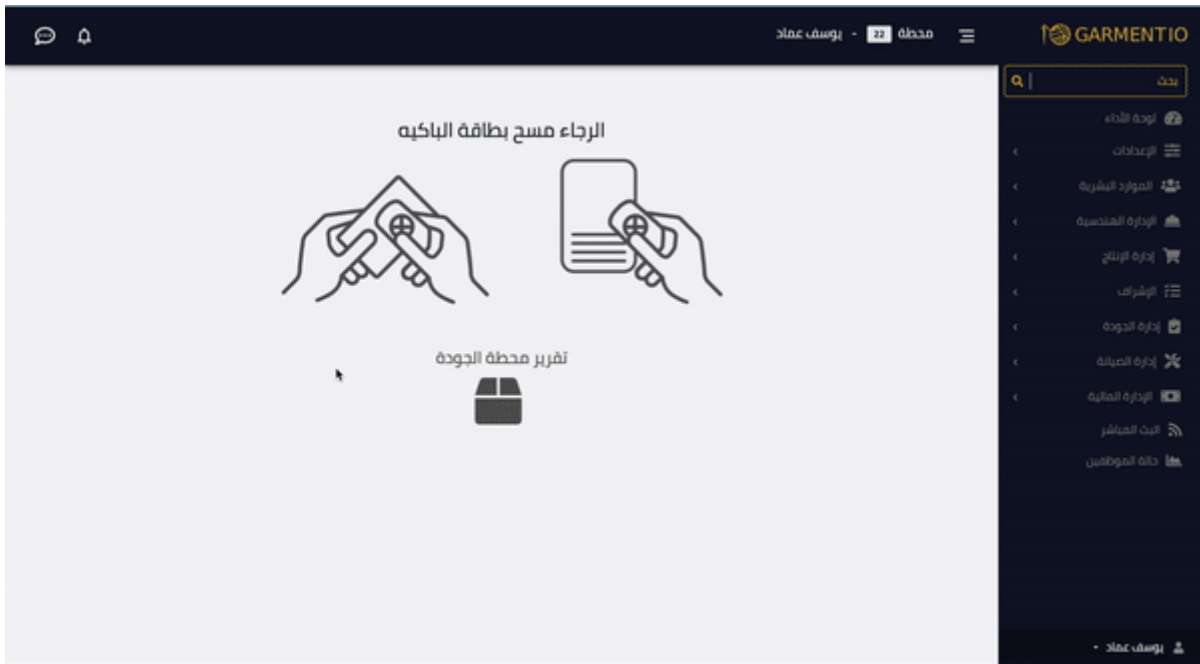 GARMENTIO
محطة 22 - يوسف عماد
بحث
لوحة الأداء
الإعدادات
الموارد البشرية
الإدارة الهندسية
إدارة الإنتاج
الإشراف
إدارة الجودة
إدارة الصيانة
الإدارة المالية
البث المباشر
حالة الموظفين
يوسف عماد
الرجاء مسح بطاقة الباكيه
تقرير محطة الجودة